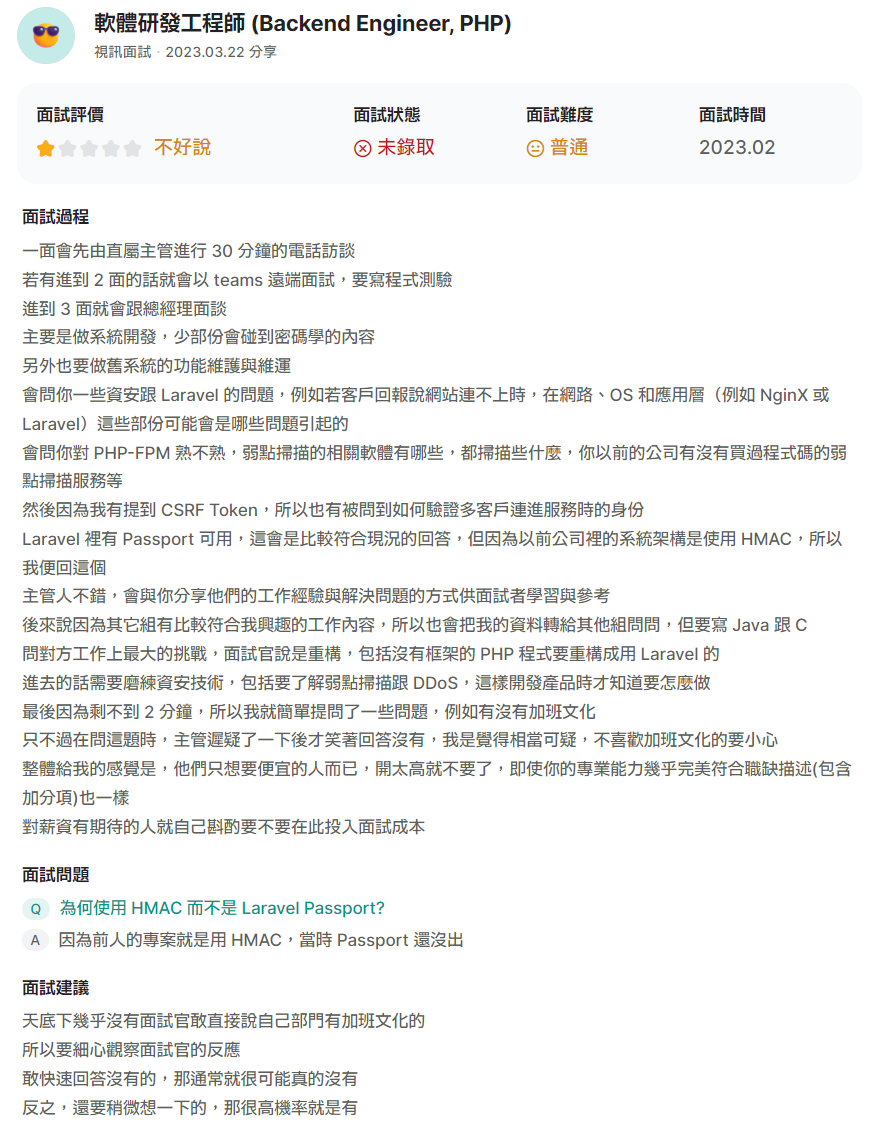 軟體研發工程師 (Backend Engineer, PHP)
視訊面試 · 2023.03.22 分享
面試評價 面試狀態 面試難度 面試時間
不好說 未錄取 普通 2023.02
面試過程
一面會先由直屬主管進行 30 分鐘的電話訪談
若有進到 2 面的話就會以 teams 遠端面試，要寫程式測驗
進到 3 面就會跟總經理面談
主要是做系統開發，少部份會碰到密碼學的內容
另外也要做舊系統的功能維護與維運
會問你一些資安跟 Laravel 的問題，例如若客戶回報說網站連不上時，在網路、OS 和應用層（例如 NginX 或
Laravel）這些部份可能會是哪些問題引起的
會問你對 PHP-FPM 熟不熟，弱點掃描的相關軟體有哪些，都掃描些什麼，你以前的公司有沒有買過程式碼的弱
點掃描服務等
然後因為我有提到 CSRF Token，所以也有被問到如何驗證多客戶連進服務時的身份
Laravel 裡有 Passport 可用，這會是比較符合現況的回答，但因為以前公司裡的系統架構是使用 HMAC，所以
我便回這個
主管人不錯，會與你分享他們的工作經驗與解決問題的方式供面試者學習與參考
後來說因為其它組有比較符合我興趣的工作內容，所以也會把我的資料轉給其他組問問，但要寫 Java 跟 C
問對方工作上最大的挑戰，面試官說是重構，包括沒有框架的 PHP 程式要重構成用 Laravel 的
進去的話需要磨練資安技術，包括要了解弱點掃描跟 DDoS，這樣開發產品時才知道要怎麼做
最後因為剩不到 2 分鐘，所以我就簡單提問了一些問題，例如有沒有加班文化
只不過在問這題時，主管遲疑了一下後才笑著回答沒有，我是覺得相當可疑，不喜歡加班文化的要小心
整體給我的感覺是，他們只想要便宜的人而已，開太高就不要了，即使你的專業能力幾乎完美符合職缺描述(包含
加分項)也一樣
對薪資有期待的人就自己斟酌要不要在此投入面試成本
面試問題
Q 為何使用 HMAC 而不是 Laravel Passport?
A 因為前人的專案就是用 HMAC，當時 Passport 還沒出
面試建議
天底下幾乎沒有面試官敢直接說自己部門有加班文化的
所以要細心觀察面試官的反應
敢快速回答沒有的，那通常就很可能真的沒有
反之，還要稍微想一下的，那很高機率就是有